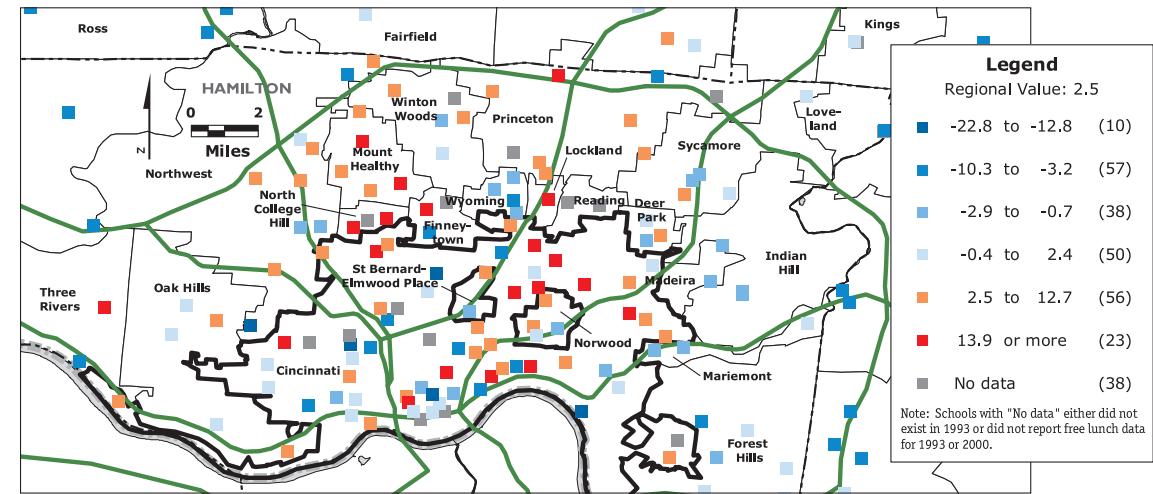 Ross
Fairfield
Kings
HAMILTON
0 2
Miles
N
Winton
Woods
Princeton
Love-
land
Northwest
Mount
Healthy
Lockland
Sycamore
North
College
Hill
Wyoming
Reading
Deer
Park
Finney-
town
Indian
Hill
St Bernard-
Elmwood Place
Madeira
Three
Rivers
Oak Hills
Norwood
Cincinnati
Mariemont
Forest
Hills
Legend
Regional Value: 2.5
-22.8 to -12.8 (10)
-10.3 to -3.2 (57)
-2.9 to -0.7 (38)
-0.4 to 2.4 (50)
2.5 to 12.7 (56)
13.9 or more (23)
No data (38)
Note: Schools with "No data" either did not
exist in 1993 or did not report free lunch data
for 1993 or 2000.